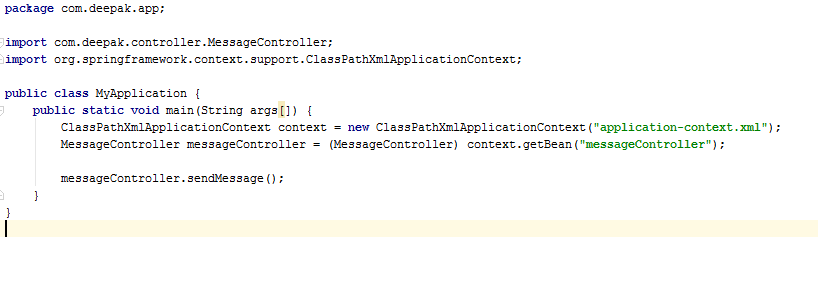 package com.deepak.app;
import com.deepak.controller.MessageController;
import org.springframework.context.support.ClassPathXmlApplicationContext;
public class MyApplication {
public static void main(String args[]) {
ClassPathXmlApplicationContext context = new ClassPathXmlApplicationContext("application-context.xml");
MessageController messageController = (MessageController) context.getBean("messageController");
messageController.sendMessage();
}
}